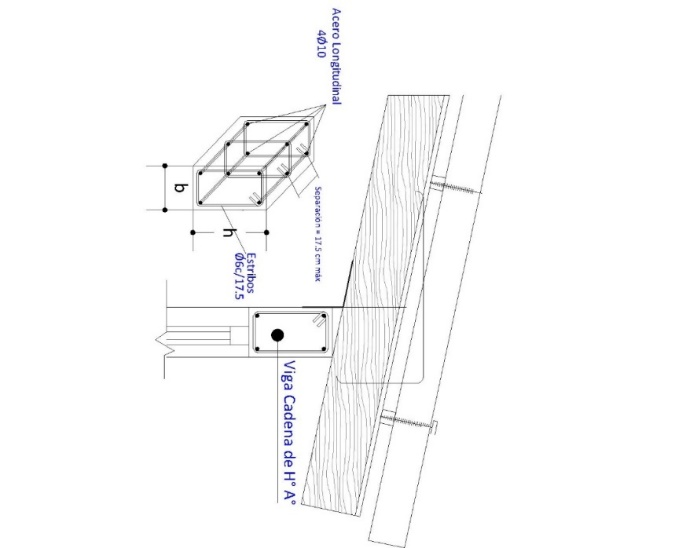 Acero Longitudinal
4Ø10
Separación = 17.5 cm máx
b
h
Estribos
Ø6c/17.5
Viga Cadena de H° A°